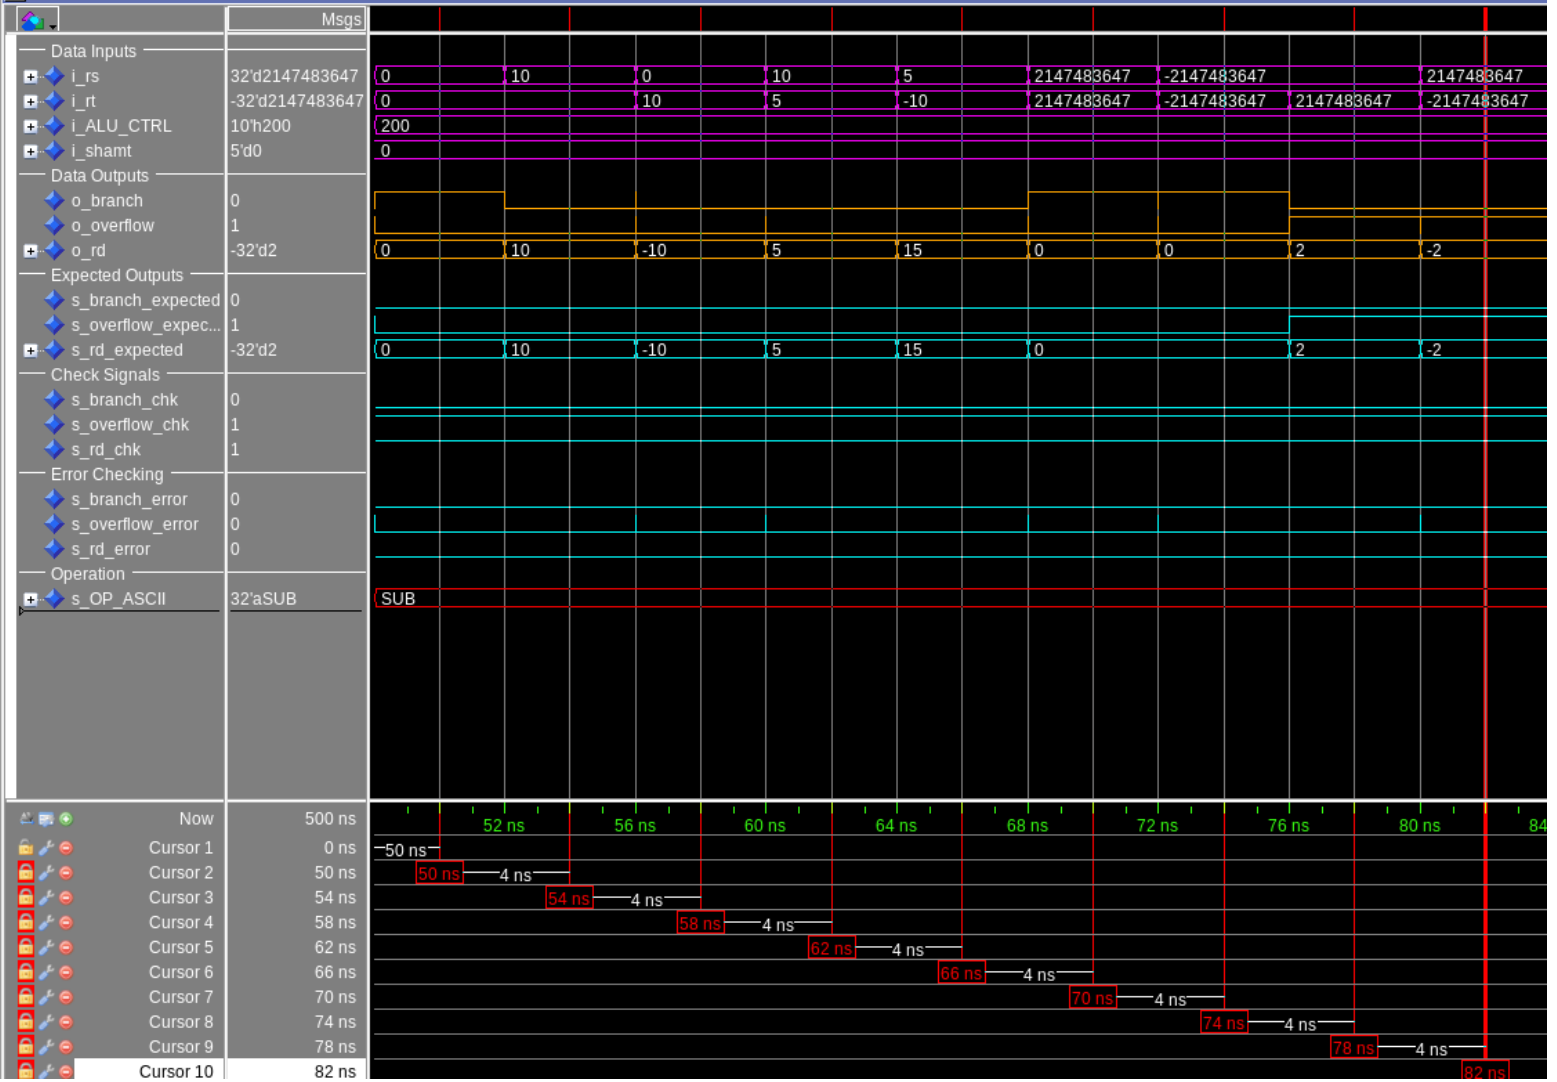 Msgs
Data Inputs
i_rs 32'd2147483647 0 10 0 10 5 2147483647 -2147483647 2147483647
i_rt -32'd2147483647 0 10 5 -10 2147483647 -2147483647 2147483647 -2147483647
i_ALU_CTRL 10'h200 200
i_shamt 5'd0 0
Data Outputs
o_branch 0
o_overflow 1
o_rd -32'd2 0 10 -10 5 15 0 0 2 -2
Expected Outputs
s_branch_expected 0
s_overflow_expec... 1
s_rd_expected -32'd2 0 10 -10 5 15 0 2 -2
Check Signals
s_branch_chk 0
s_overflow_chk 1
s_rd_chk 1
Error Checking
s_branch_error 0
s_overflow_error 0
s_rd_error 0
Operation
s_OP_ASCII 32'aSUB SUB
Now 500 ns 52 ns 56 ns 60 ns 64 ns 68 ns 72 ns 76 ns 80 ns 84
Cursor 1 0 ns 50 ns
Cursor 2 50 ns 50 ns 4 ns
Cursor 3 54 ns 54 ns 4 ns
Cursor 4 58 ns 58 ns 4 ns
Cursor 5 62 ns 62 ns 4 ns
Cursor 6 66 ns 66 ns 4 ns
Cursor 7 70 ns 70 ns 4 ns
Cursor 8 74 ns 74 ns 4 ns
Cursor 9 78 ns 78 ns 4 ns
Cursor 10 82 ns 82 ns